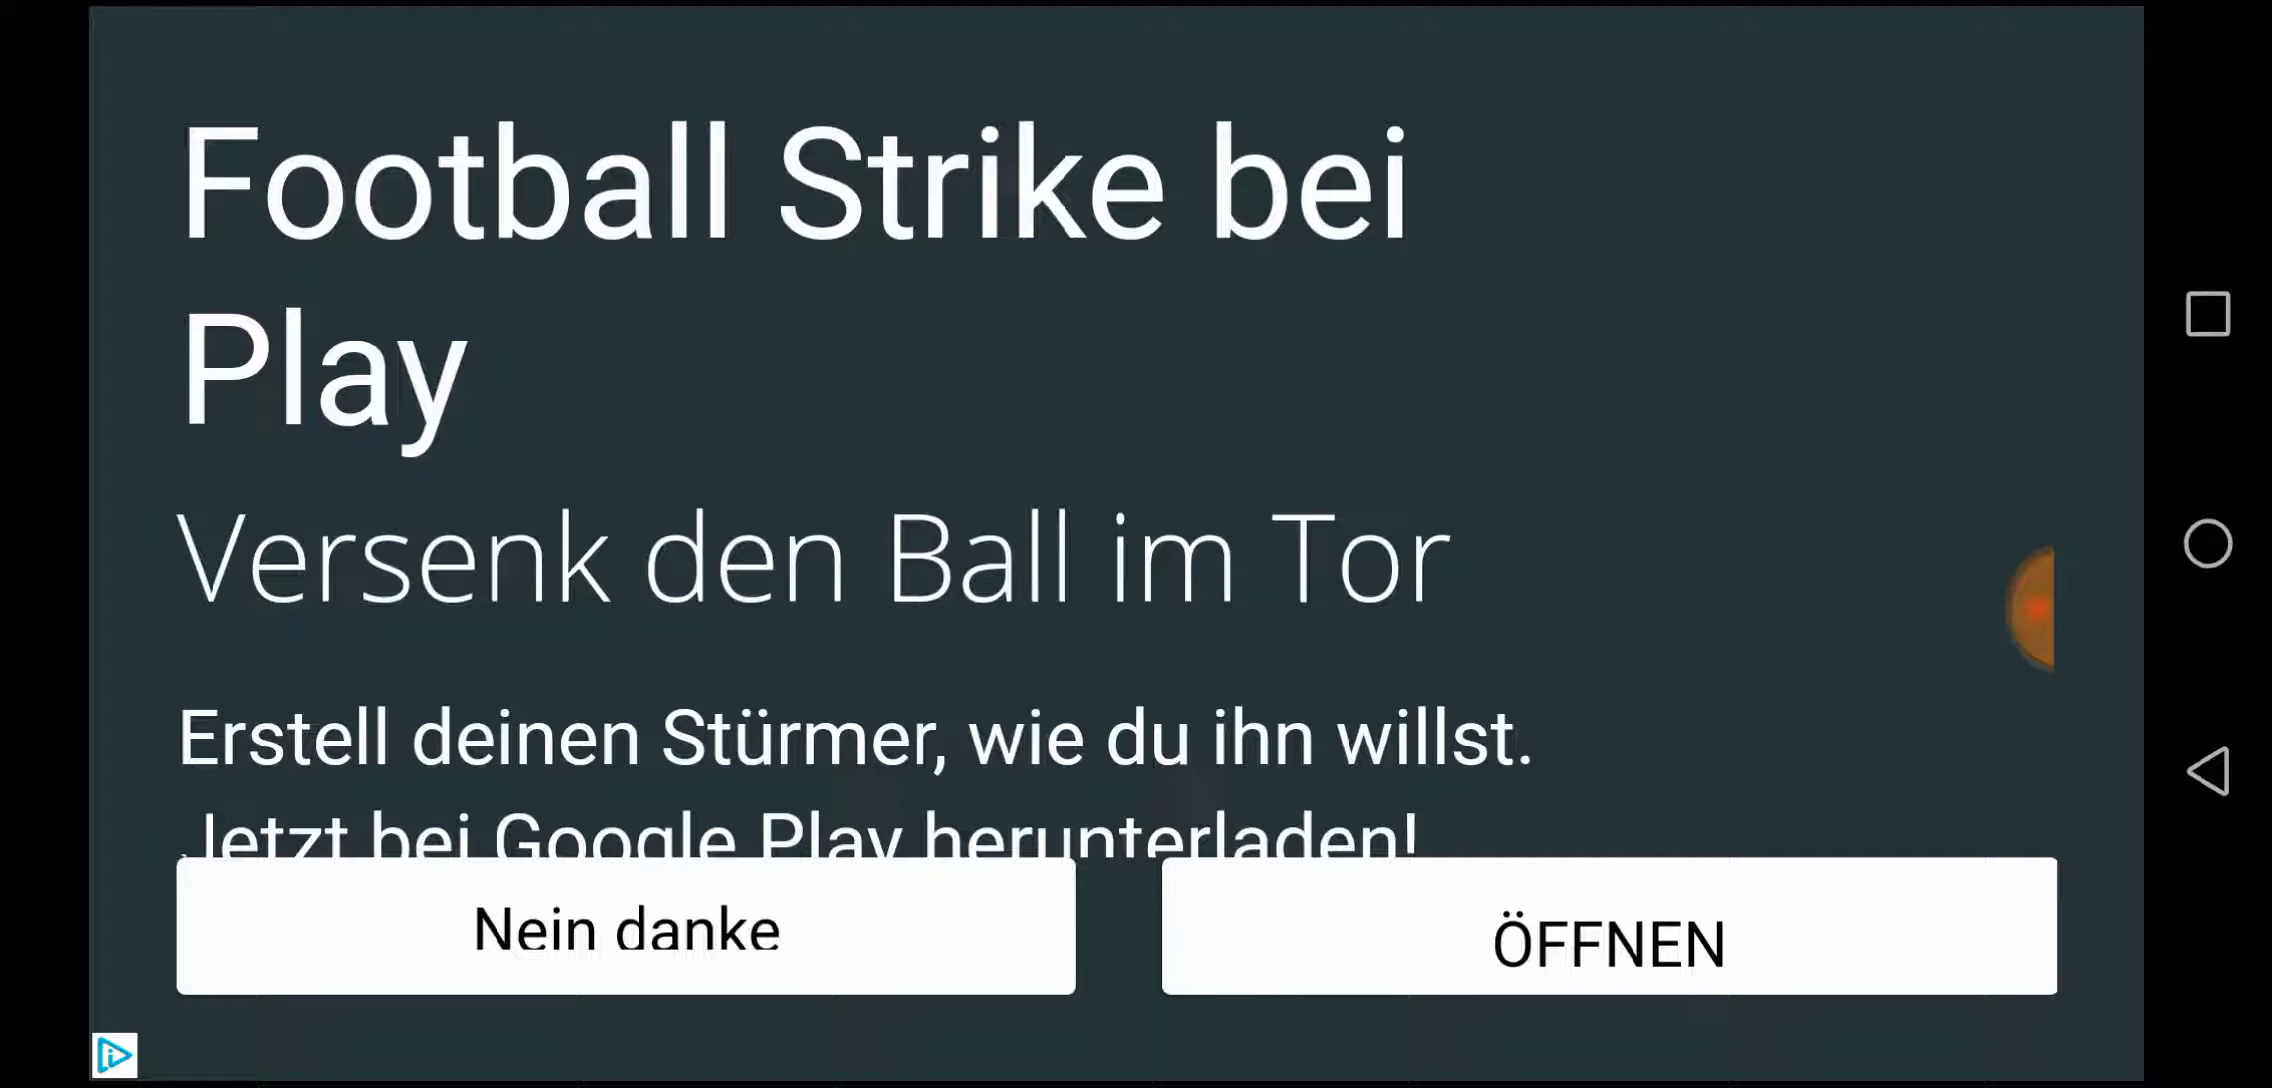 Football Strike bei
Play
Versenk den Ball im Tor
Erstell deinen Stürmer, wie du ihn willst.
Jetzt bei Google Play herunterladen!
Nein danke
ÖFFNEN